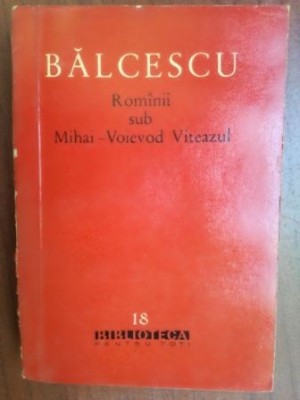 BĂLCESCU
Romînii
sub
Mihai-Voievod Viteazul
18
BIBLIOTECA
PENTRU TOȚI